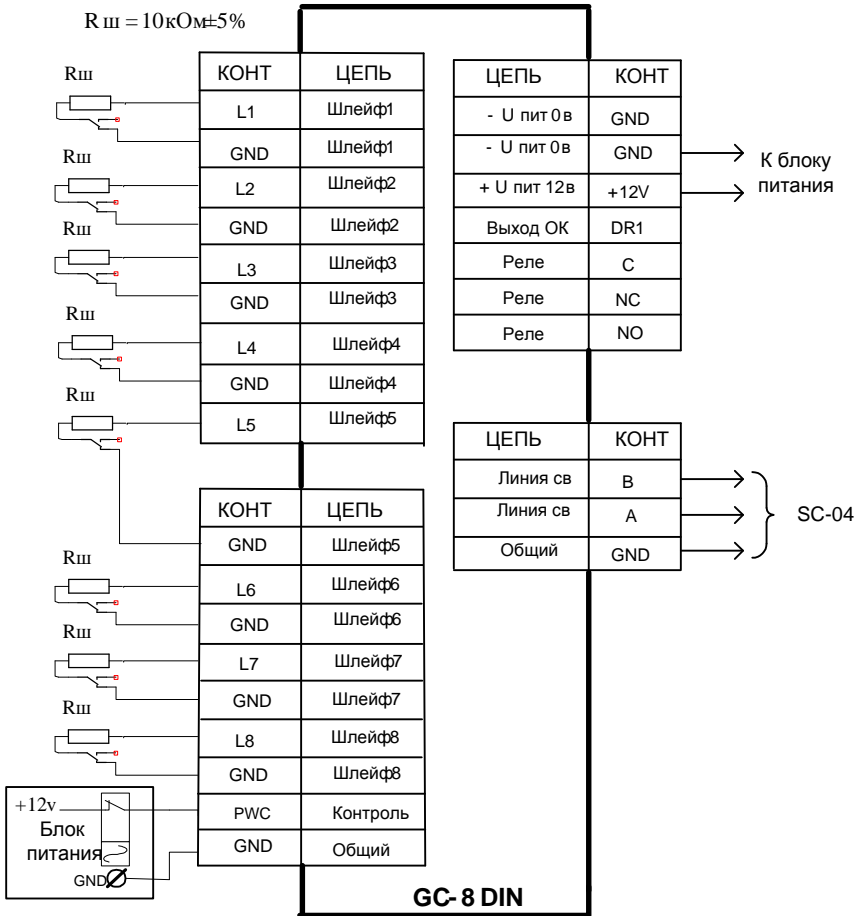 R ш = 10 кОм±5%
Rш
КОНТ ЦЕПЬ
L1 Шлейф1
GND Шлейф1
Rш
L2 Шлейф2
GND Шлейф2
Rш
L3 Шлейф3
GND Шлейф3
Rш
L4 Шлейф4
GND Шлейф4
Rш
L5 Шлейф5
КОНТ ЦЕПЬ
GND Шлейф5
Rш
L6 Шлейф6
GND Шлейф6
Rш
L7 Шлейф7
GND Шлейф7
Rш
L8 Шлейф8
GND Шлейф8
PWC Контроль
GND Общий
+12v
Блок
питания
GND
ЦЕПЬ КОНТ
- U пит 0в GND
- U пит 0в GND
+ U пит 12в +12V
Выход ОК DR1
Реле C
Реле NC
Реле NO
К блоку
питания
ЦЕПЬ КОНТ
Линия св B
Линия св A
Общий GND
SC-04
GC- 8 DIN